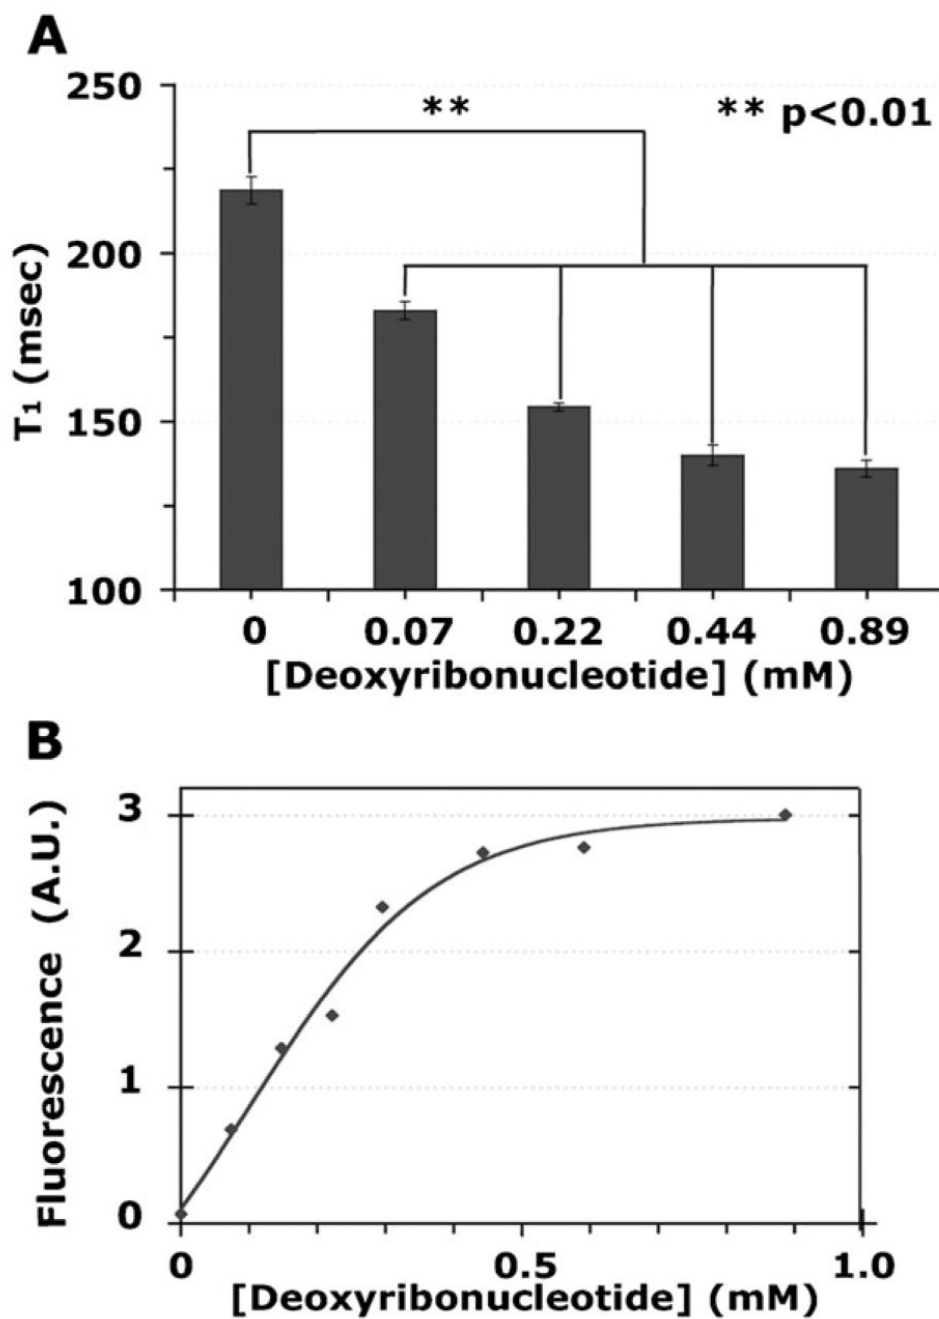 A
250
** ** p<0.01
200
T1 (msec)
150
100
0 0.07 0.22 0.44 0.89
[Deoxyribonucleotide] (mM)
B
3
2
Fluorescence (A.U.)
1
0
0 0.5 1.0
[Deoxyribonucleotide] (mM)